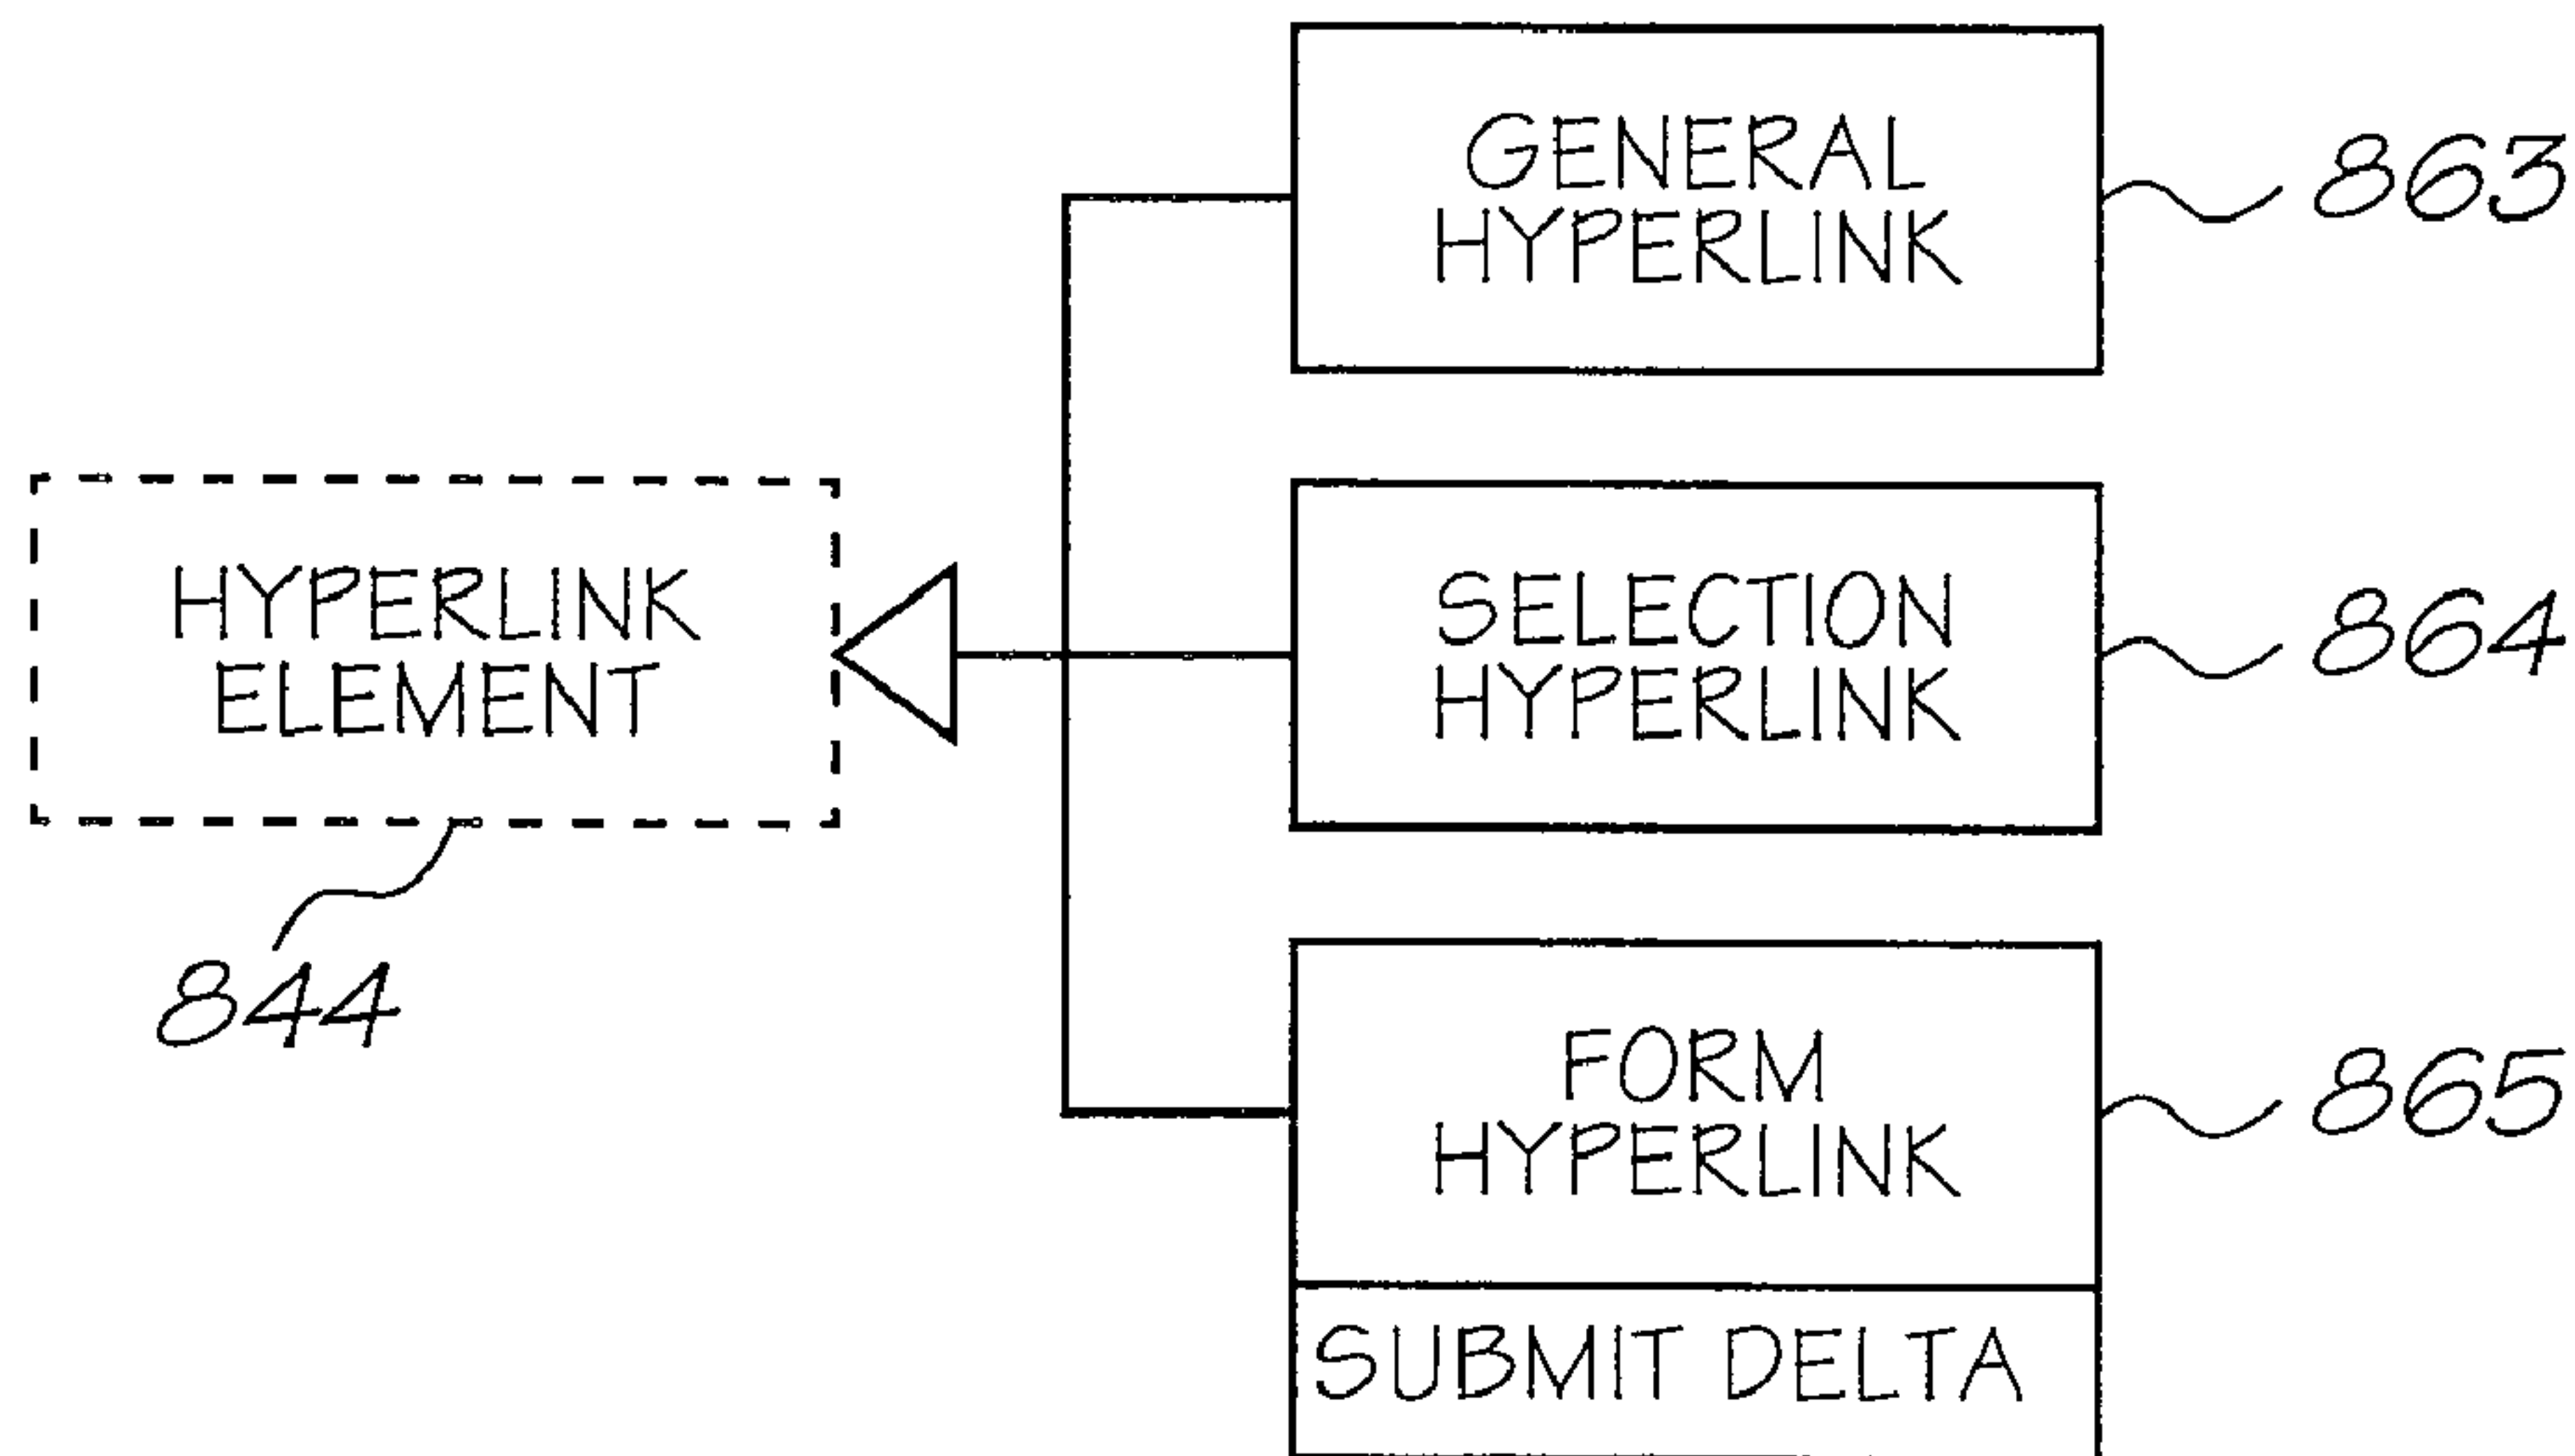 GENERAL
HYPERLINK
863
HYPERLINK
ELEMENT
844
SELECTION
HYPERLINK
864
FORM
HYPERLINK
865
SUBMIT DELTA